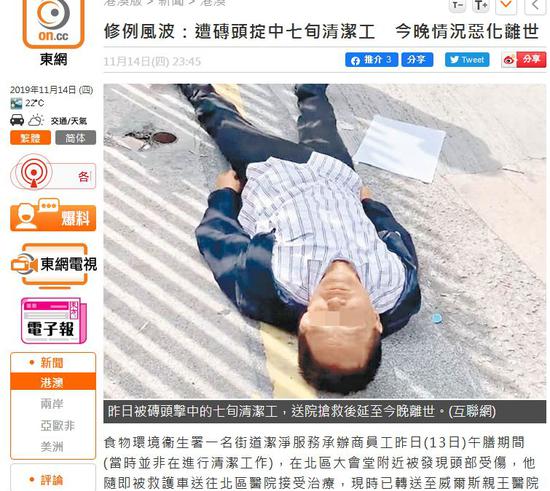 港澳版 > 新聞 > 港澳
on.cc
東網
修例風波：遭磚頭掟中七旬清潔工　今晚情況惡化離世
11月14日(四) 23:45
推介 3
分享
Tweet
分享
T-
T+
2019年11月14日 (四)
22℃
交通/天氣
繁體
简体
各
爆料
東網電視
電子報
新聞
港澳
兩岸
亞歐非
美洲
評論
昨日被磚頭擊中的七旬清潔工，送院搶救後延至今晚離世。(互聯網)
食物環境衞生署一名街道潔淨服務承辦商員工昨日(13日)午膳期間
(當時並非在進行清潔工作)，在北區大會堂附近被發現頭部受傷，他
隨即被救護車送往北區醫院接受治療，現時已轉送至威爾斯親王醫院